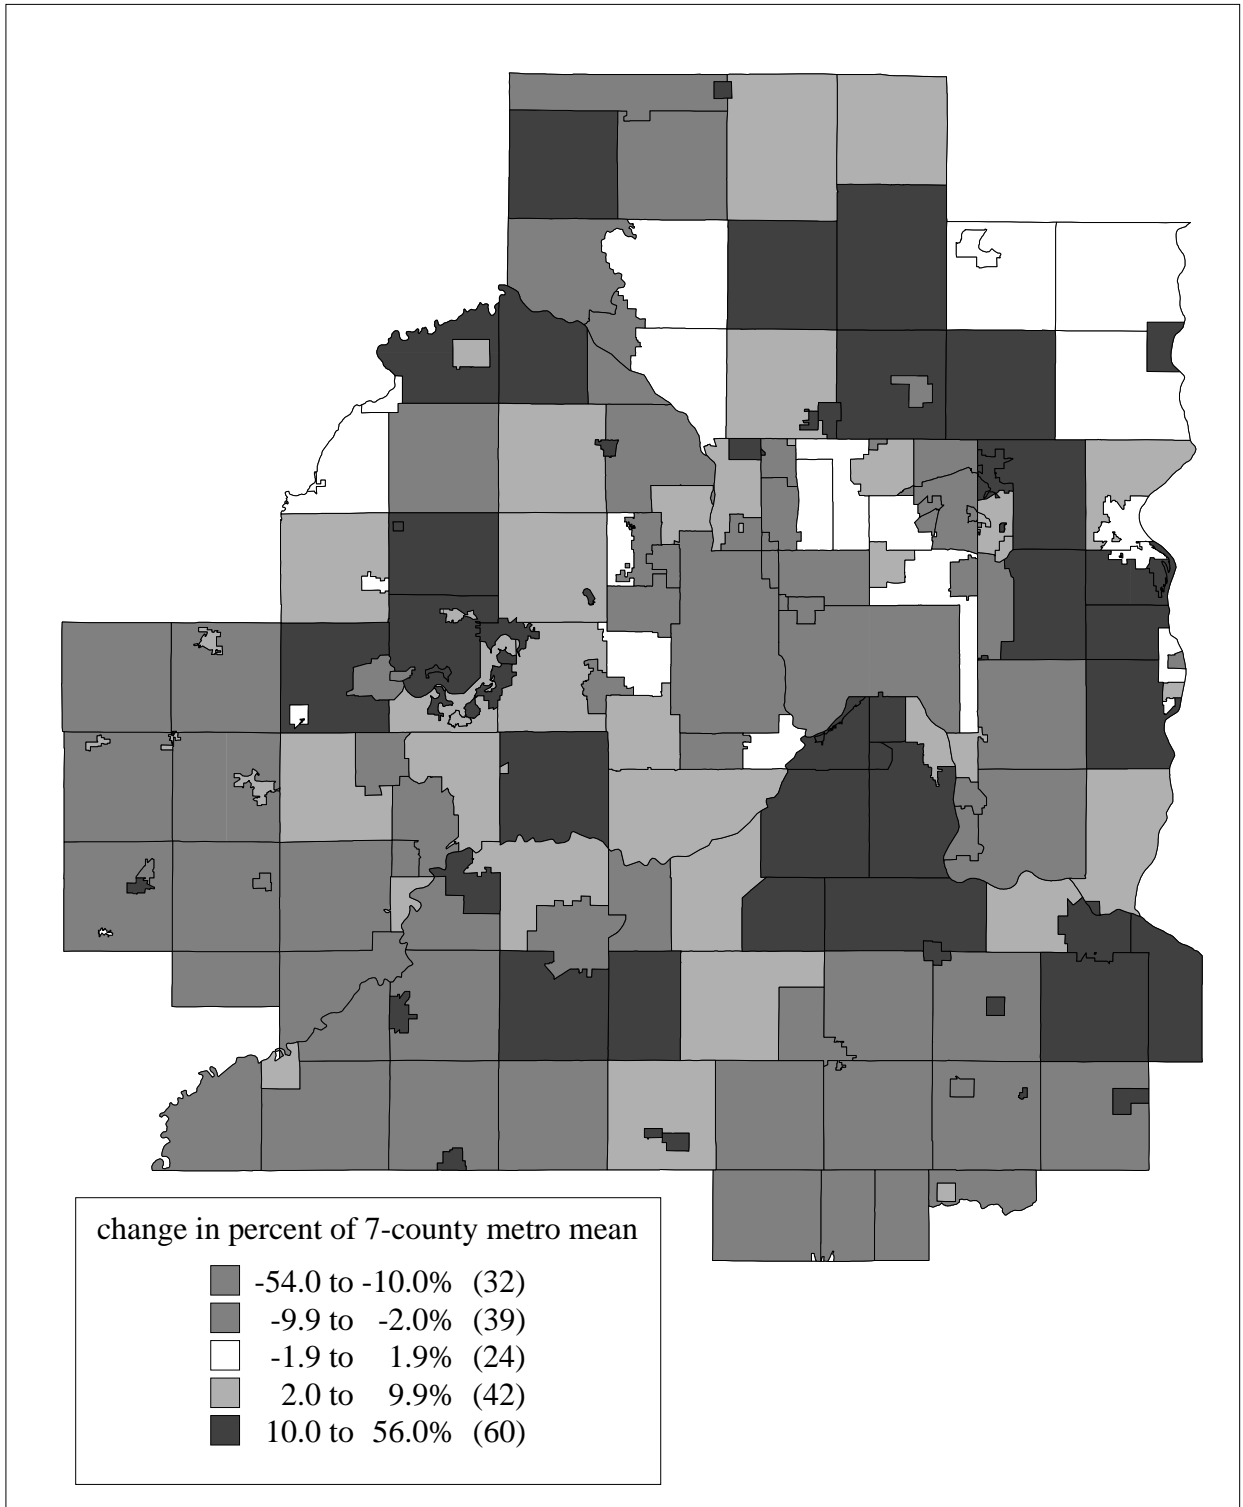 change in percent of 7-county metro mean
-54.0 to -10.0% (32)
-9.9 to -2.0% (39)
-1.9 to 1.9% (24)
2.0 to 9.9% (42)
10.0 to 56.0% (60)